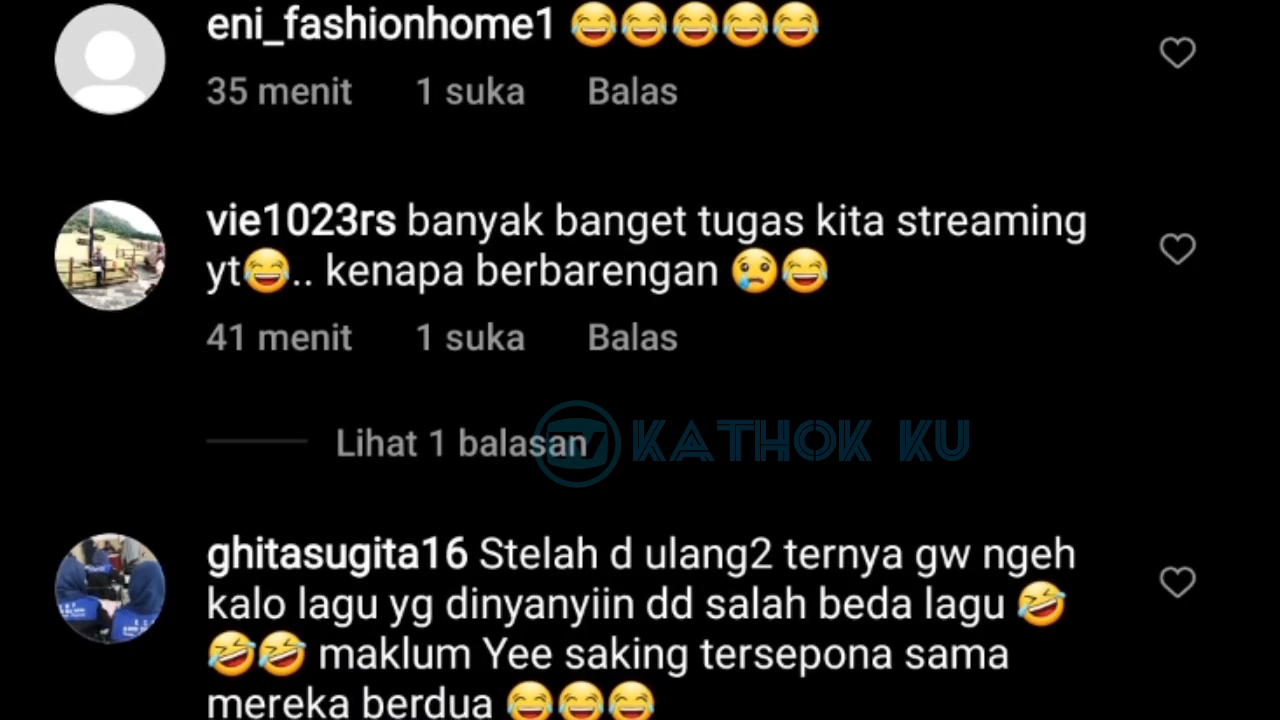 eni_fashionhome1 😂😂😂😂😂
35 menit 1 suka Balas
vie1023rs banyak banget tugas kita streaming
yt😂.. kenapa berbarengan 😢😂
41 menit 1 suka Balas
Lihat 1 balasan
TV KATHOK KU
ghitasugita16 Stelah d ulang2 ternya gw ngeh
kalo lagu yg dinyanyiin dd salah beda lagu 🤣
🤣🤣 maklum Yee saking tersepona sama
mereka berdua 😂😂😂